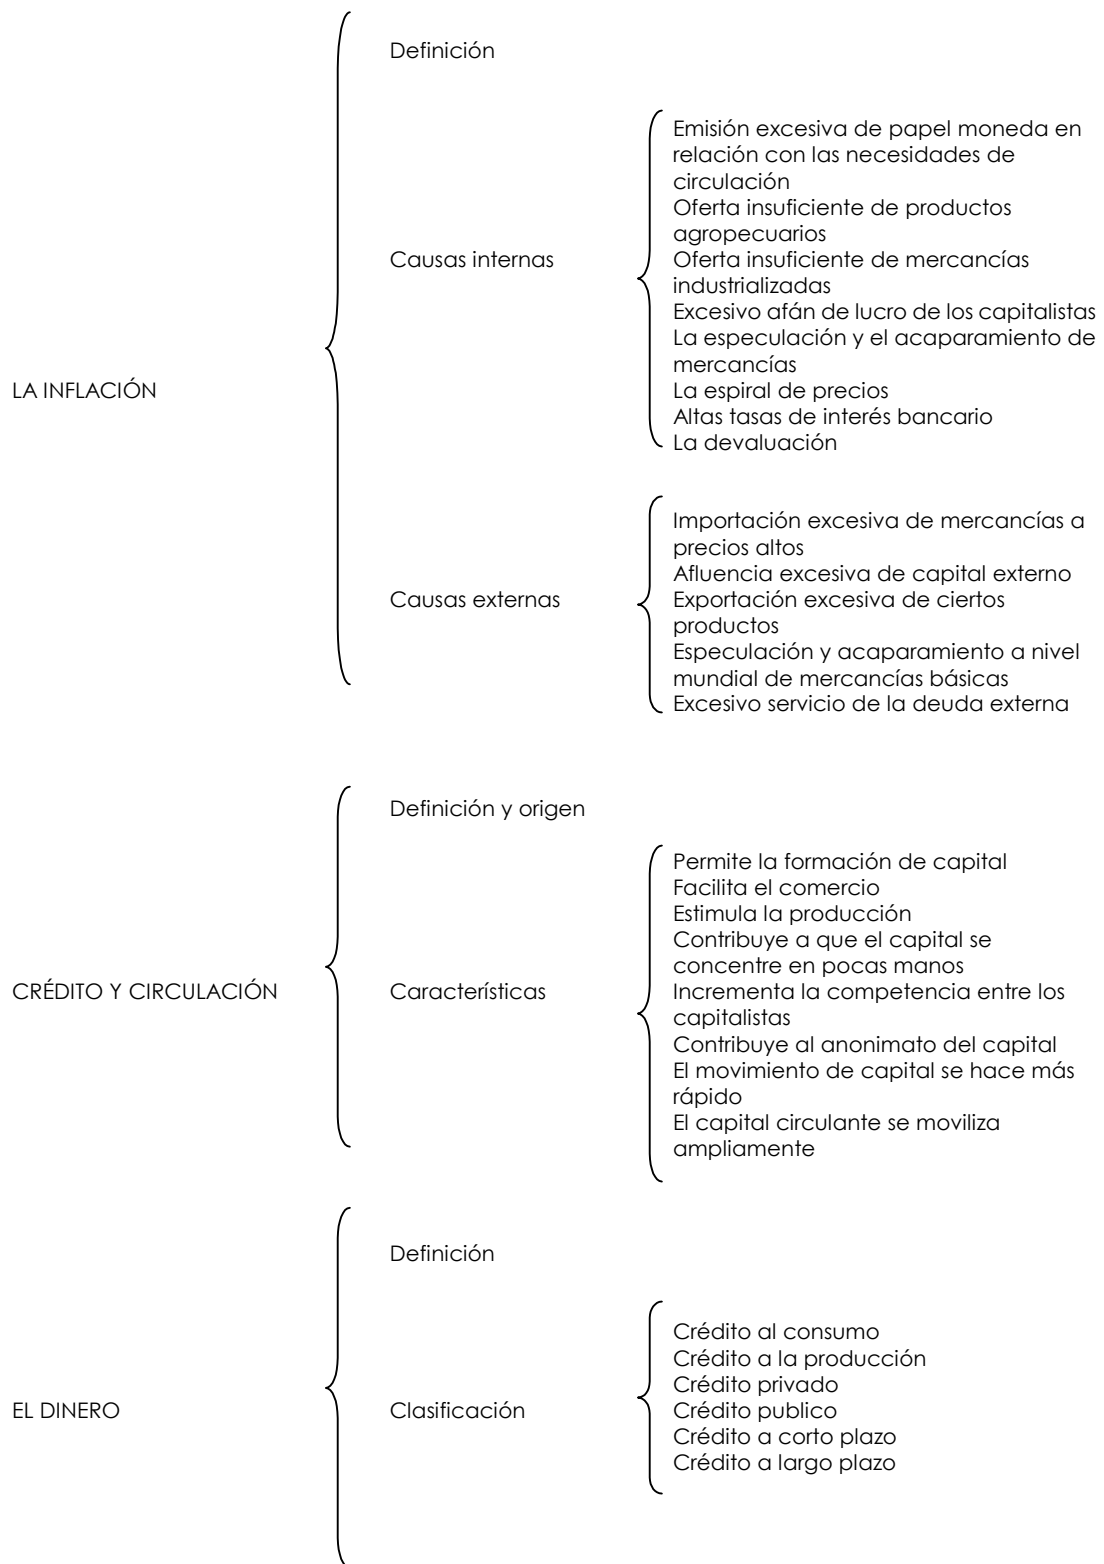 Definición
Emisión excesiva de papel moneda en
relación con las necesidades de
circulación
Oferta insuficiente de productos
agropecuarios
Causas internas
Oferta insuficiente de mercancías
industrializadas
Excesivo afán de lucro de los capitalistas
La especulación y el acaparamiento de
mercancías
LA INFLACIÓN
La espiral de precios
Altas tasas de interés bancario
La devaluación
Importación excesiva de mercancías a
precios altos
Afluencia excesiva de capital externo
Causas externas
Exportación excesiva de ciertos
productos
Especulación y acaparamiento a nivel
mundial de mercancías básicas
Excesivo servicio de la deuda externa
Definición y origen
Permite la formación de capital
Facilita el comercio
Estimula la producción
Contribuye a que el capital se
concentre en pocas manos
CRÉDITO Y CIRCULACIÓN
Características
Incrementa la competencia entre los
capitalistas
Contribuye al anonimato del capital
El movimiento de capital se hace más
rápido
El capital circulante se moviliza
ampliamente
Definición
Crédito al consumo
Crédito a la producción
Crédito privado
EL DINERO
Clasificación
Crédito publico
Crédito a corto plazo
Crédito a largo plazo